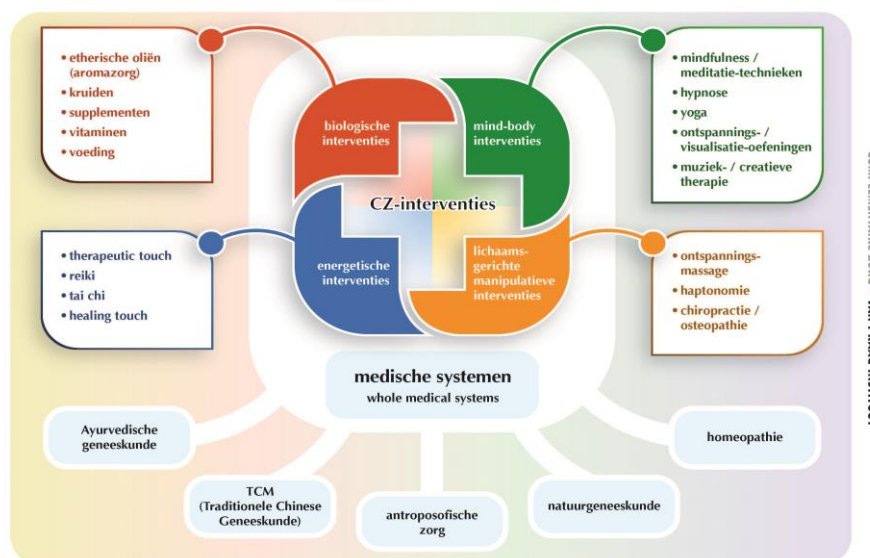 • etherische oliën
(aromazorg)
• kruiden
• supplementen
• vitaminen
• voeding
biologische
interventies
mind-body
interventies
• mindfulness /
meditatie-technieken
• hypnose
• yoga
• ontspannings- /
visualisatie-oefeningen
• muziek- / creatieve
therapie
CZ-interventies
• therapeutic touch
• reiki
• tai chi
• healing touch
energetische
interventies
lichaams-
gerichte
manipulatieve
interventies
• ontspannings-
massage
• haptonomie
• chiropractie /
osteopathie
medische systemen
whole medical systems
Ayurvedische
geneeskunde
TCM
(Traditionele Chinese
Geneeskunde)
antroposofische
zorg
natuurgeneeskunde
homeopathie